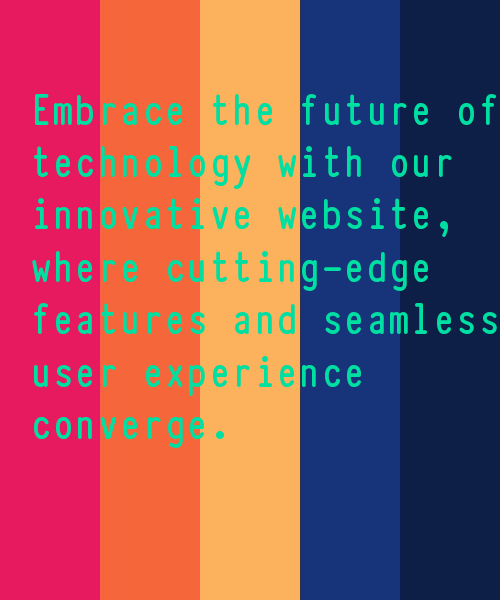 Embrace the future of
technology with our
innovative website,
where cutting-edge
features and seamless
user experience
converge.